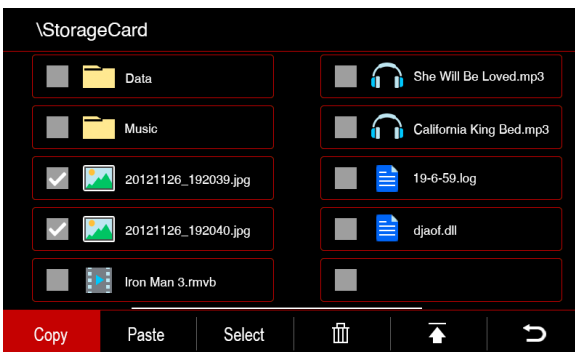 \StorageCard
Data
Music
20121126_192039.jpg
20121126_192040.jpg
Iron Man 3.rmvb
She Will Be Loved.mp3
California King Bed.mp3
19-6-59.log
djaof.dll
Copy Paste Select